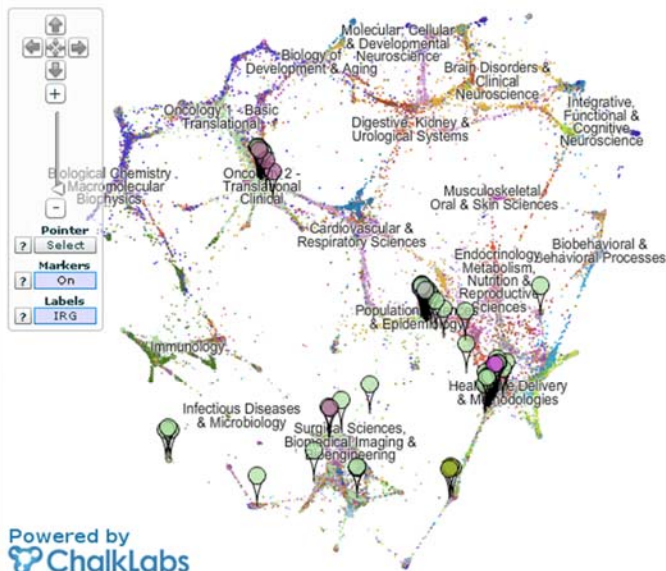 Molecular, Cellular
& Developmental
Neuroscience
Biology of
Development & Aging
Brain Disorders &
Clinical
Neuroscience
Integrative,
Functional &
Cognitive
Neuroscience
Oncology 1 - Basic
Translational
Digestive, Kidney &
Urological Systems
+
Biological Chemistry
Macromolecular
Biophysics
Oncology 2 -
Translational
Clinical
Musculoskeletal
Oral & Skin Sciences
-
Pointer
? Select
Markers
? On
Labels
? IRG
Cardiovascular &
Respiratory Sciences
Biobehavioral &
Behavioral Processes
Endocrinology
Metabolism,
Nutrition &
Reproductive
Sciences
Population
& Epidemiology
Immunology
Delivery
& Methodologies
Infectious Diseases
& Microbiology
Surgical Sciences,
Biomedical Imaging &
Bioengineering
Powered by
ChalkLabs